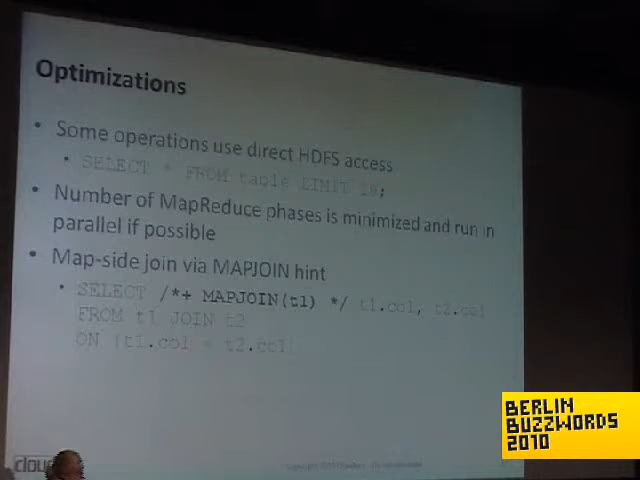 Optimizations
• Some operations use direct HDFS access
• SELECT * FROM table LIMIT 10;
• Number of MapReduce phases is minimized and run in
parallel if possible
• Map-side join via MAPJOIN hint
• SELECT /*+ MAPJOIN(t1) */ t1.col, t2.col
FROM t1 JOIN t2
ON (t1.col = t2.col)
BERLIN
BUZZWORDS
2010